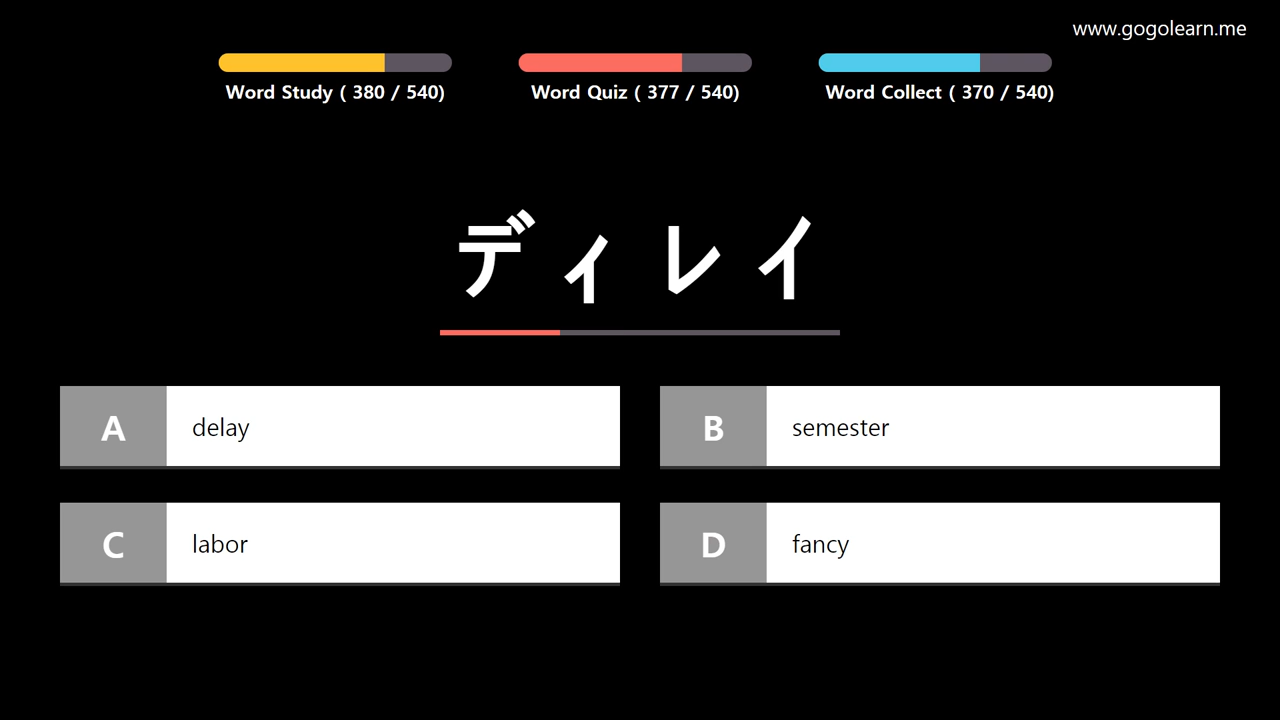 www.gogolearn.me
Word Study ( 380 / 540)
Word Quiz ( 377 / 540)
Word Collect ( 370 / 540)
ディレイ
A delay
B semester
C labor
D fancy